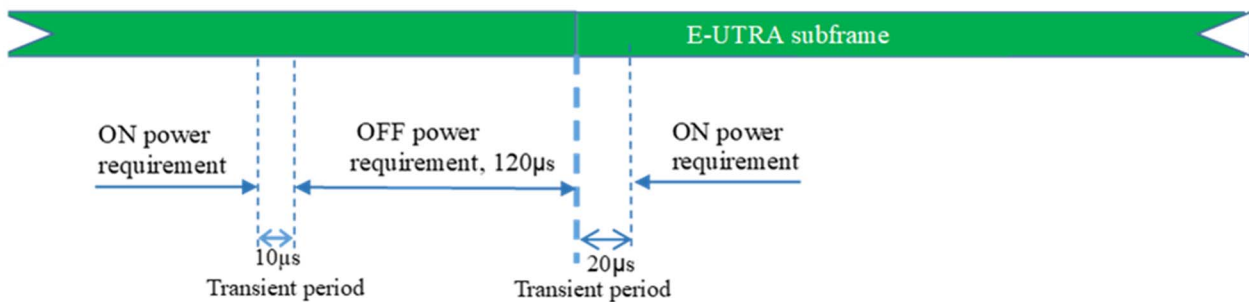 E-UTRA subframe
ON power
requirement
OFF power
requirement, 120µs
ON power
requirement
10µs
Transient period
20µs
Transient period